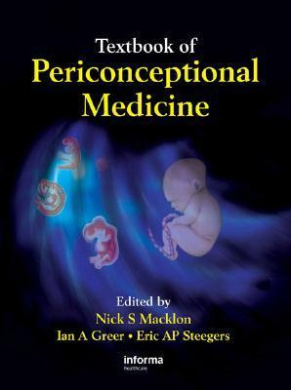 Textbook of
Periconceptional
Medicine
Edited by
Nick S Macklon
Ian A Greer • Eric AP Steegers
informa
healthcare